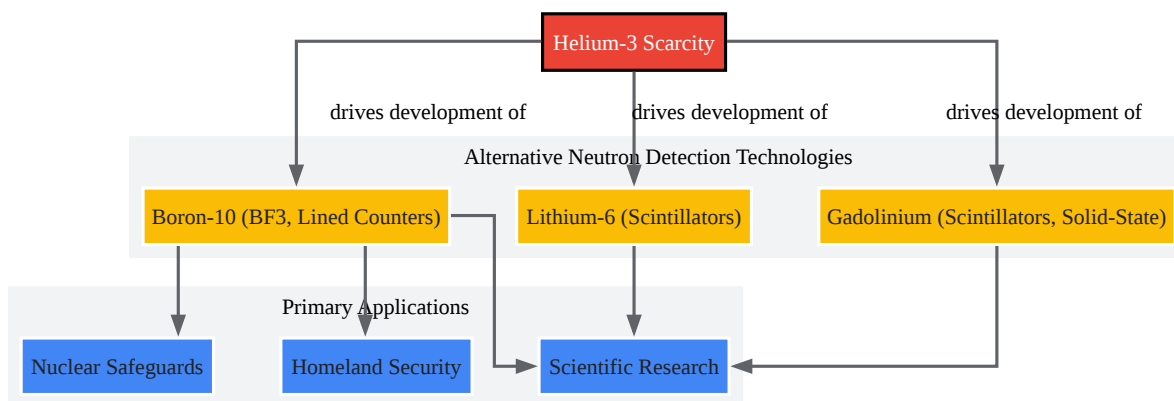 Helium-3 Scarcity
drives development of
drives development of
drives development of
Alternative Neutron Detection Technologies
Boron-10 (BF3, Lined Counters)
Lithium-6 (Scintillators)
Gadolinium (Scintillators, Solid-State)
Primary Applications
Nuclear Safeguards
Homeland Security
Scientific Research